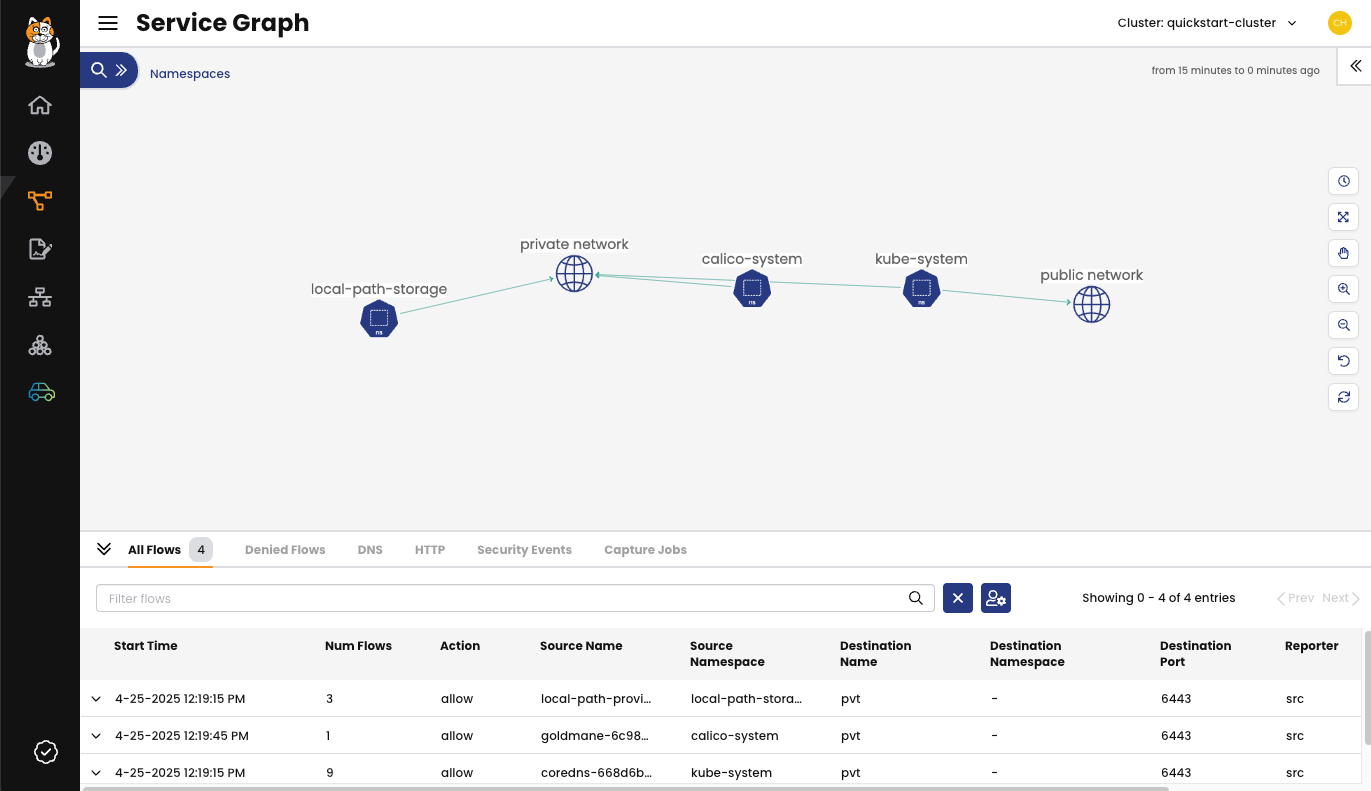 Service Graph
Cluster: quickstart-cluster
CH
Namespaces
from 15 minutes to 0 minutes ago
private network
calico-system
kube-system
public network
local-path-storage
ns
ns
ns
All Flows 4 Denied Flows DNS HTTP Security Events Capture Jobs
Filter flows
Showing 0 - 4 of 4 entries
Prev Next
Start Time Num Flows Action Source Name Source Namespace Destination Name Destination Namespace Destination Port Reporter
4-25-2025 12:19:15 PM 3 allow local-path-provi... local-path-stora... pvt - 6443 src
4-25-2025 12:19:45 PM 1 allow goldmane-6c98... calico-system pvt - 6443 src
4-25-2025 12:19:15 PM 9 allow coredns-668d6b... kube-system pvt - 6443 src